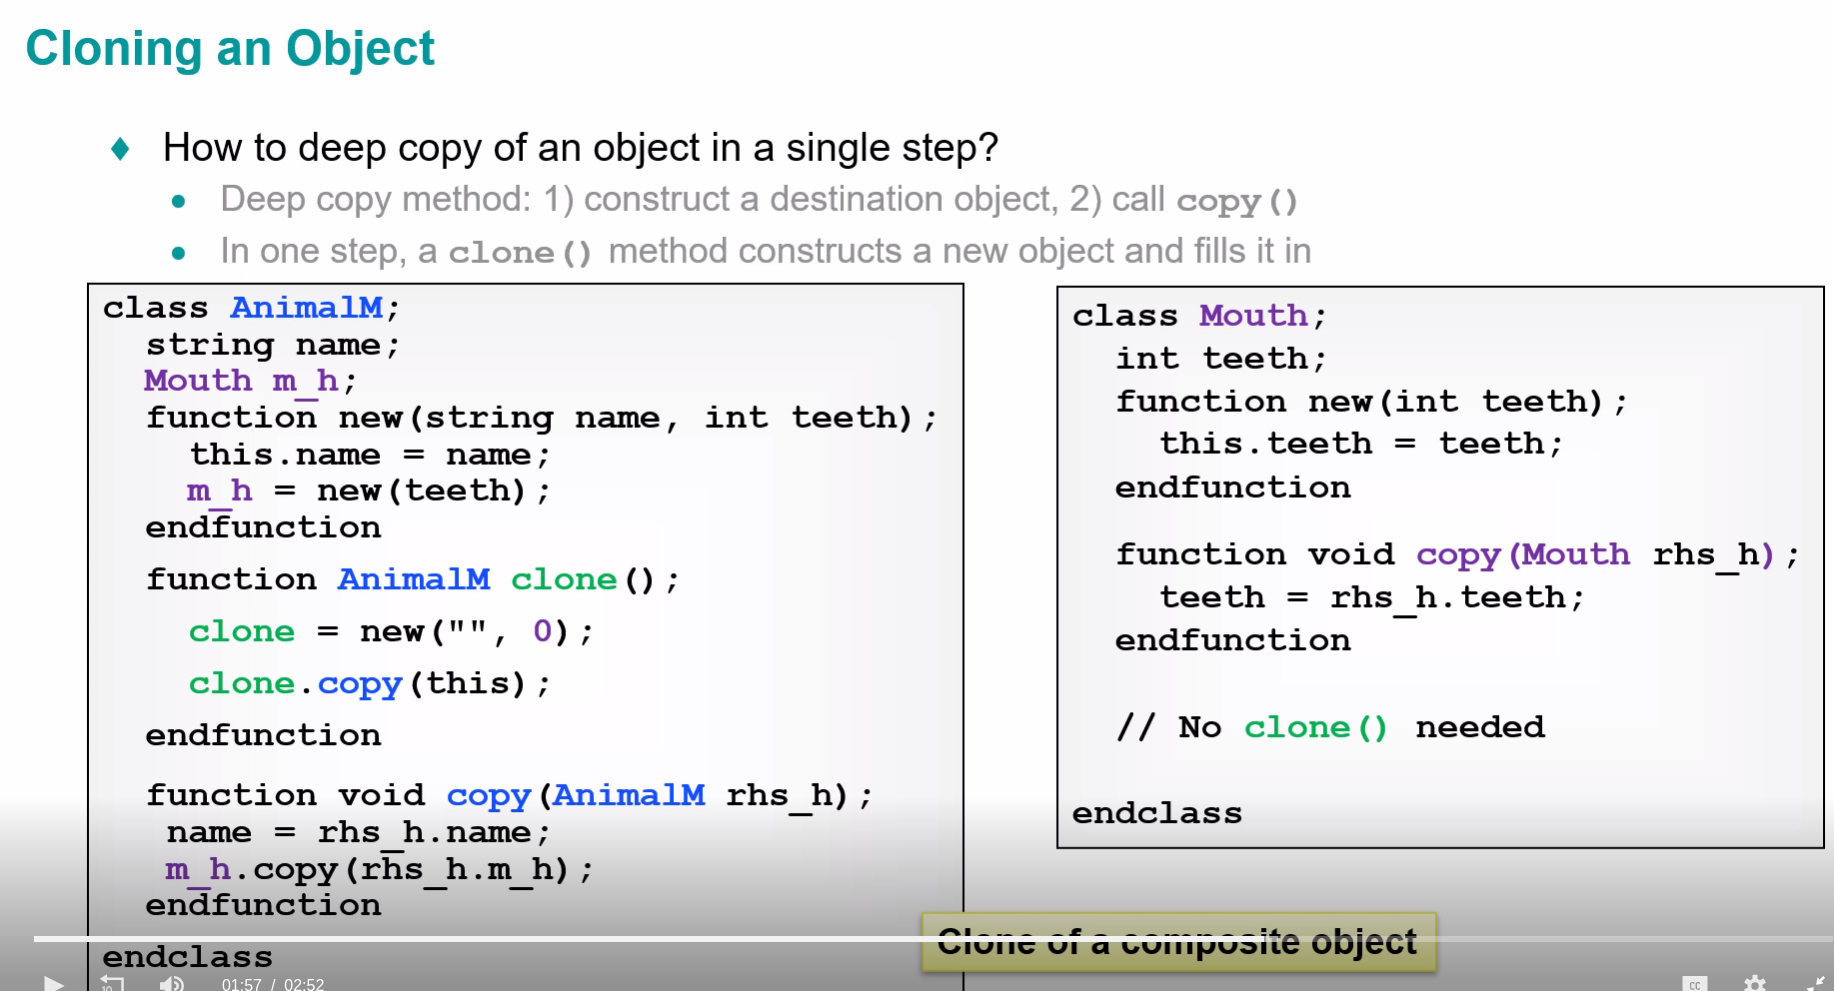 Cloning an Object
How to deep copy of an object in a single step?
Deep copy method: 1) construct a destination object, 2) call copy()
In one step, a clone() method constructs a new object and fills it in
class AnimalM;
string name;
Mouth m_h;
function new(string name, int teeth);
this.name = name;
m_h = new(teeth);
endfunction
function AnimalM clone();
clone = new("", 0);
clone.copy(this);
endfunction
function void copy(AnimalM rhs_h);
name = rhs_h.name;
m_h.copy(rhs_h.m_h);
endfunction
endclass
class Mouth;
int teeth;
function new(int teeth);
this.teeth = teeth;
endfunction
function void copy(Mouth rhs_h);
teeth = rhs_h.teeth;
endfunction
// No clone() needed
endclass
Clone of a composite object
10
01:57 / 02:52
CC